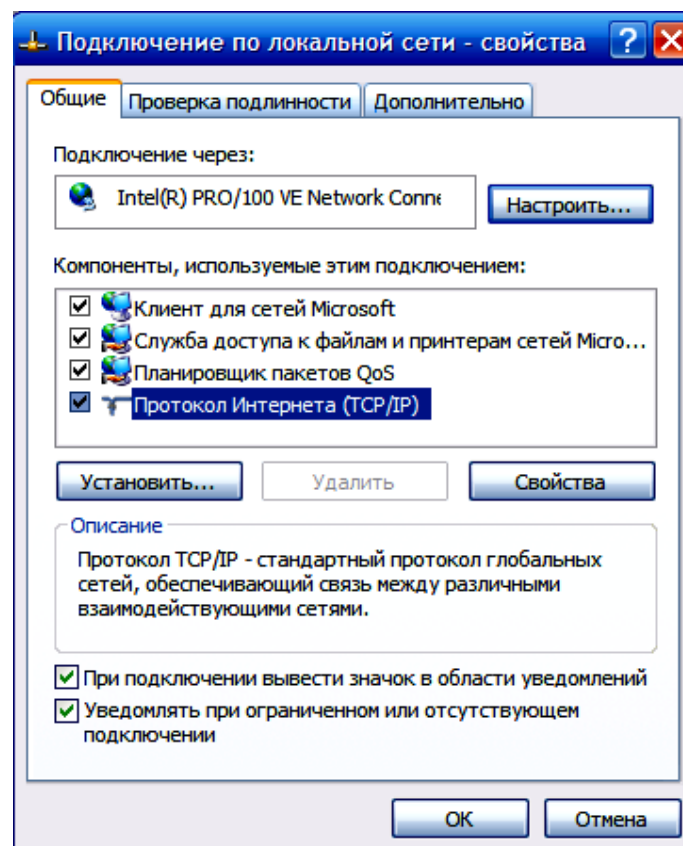 Подключение по локальной сети - свойства
Общие
Проверка подлинности
Дополнительно
Подключение через:
Intel(R) PRO/100 VE Network Conne
Настроить...
Компоненты, используемые этим подключением:
Клиент для сетей Microsoft
Служба доступа к файлам и принтерам сетей Micro...
Планировщик пакетов QoS
Протокол Интернета (TCP/IP)
Установить...
Удалить
Свойства
Описание
Протокол TCP/IP - стандартный протокол глобальных
сетей, обеспечивающий связь между различными
взаимодействующими сетями.
При подключении вывести значок в области уведомлений
Уведомлять при ограниченном или отсутствующем
подключении
ОК
Отмена